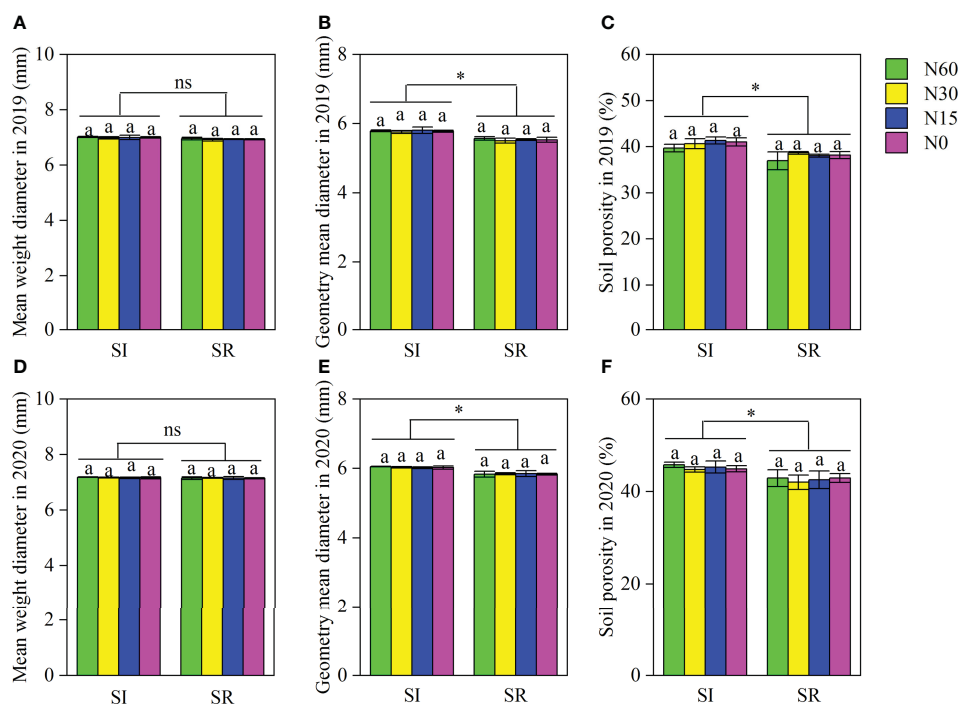 A
Mean weight diameter in 2019 (mm)
10
8
6
4
2
0
ns
a a a a
a a a a
SI SR
B
Geometry mean diameter in 2019 (mm)
8
6
4
2
0
*
a a a a
a a a a
SI SR
C
Soil porosity in 2019 (%)
60
50
40
30
20
10
0
*
a a a a
a a a a
SI SR
N60
N30
N15
N0
D
Mean weight diameter in 2020 (mm)
10
8
6
4
2
0
ns
a a a a
a a a a
SI SR
E
Geometry mean diameter in 2020 (mm)
8
6
4
2
0
*
a a a a
a a a a
SI SR
F
Soil porosity in 2020 (%)
60
40
20
0
*
a a a a
a a a a
SI SR